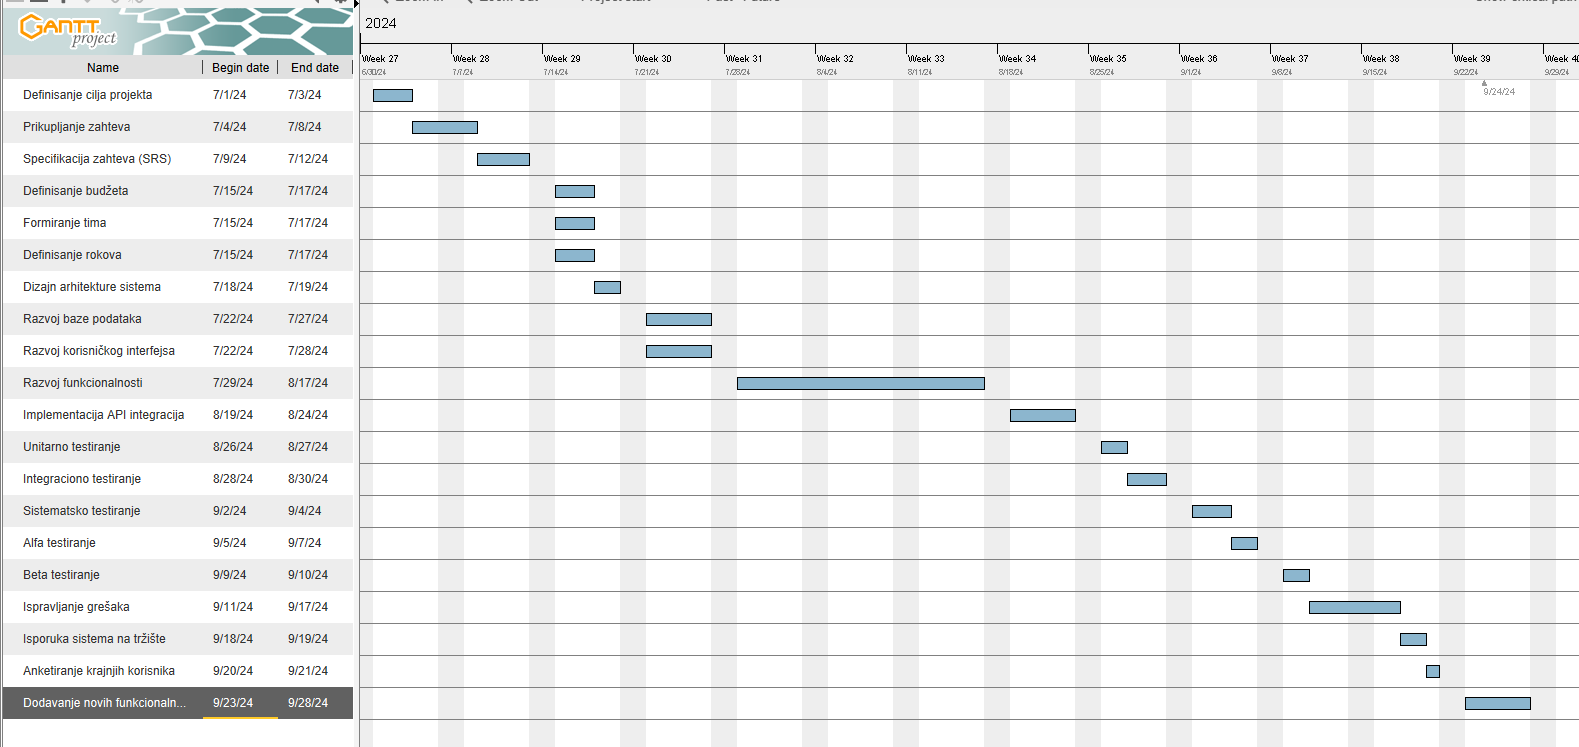 2024
GANTT
project
Name Begin date End date
Week 27 Week 28 Week 29 Week 30 Week 31 Week 32 Week 33 Week 34 Week 35 Week 36 Week 37 Week 38 Week 39
6/30/24 7/7/24 7/14/24 7/21/24 7/28/24 8/4/24 8/11/24 8/18/24 8/25/24 9/1/24 9/8/24 9/15/24 9/22/24 9/29/24
9/24/24
Definisanje cilja projekta 7/1/24 7/3/24
Prikupljanje zahteva 7/4/24 7/8/24
Specifikacija zahteva (SRS) 7/9/24 7/12/24
Definisanje budžeta 7/15/24 7/17/24
Formiranje tima 7/15/24 7/17/24
Definisanje rokova 7/15/24 7/17/24
Dizajn arhitekture sistema 7/18/24 7/19/24
Razvoj baze podataka 7/22/24 7/27/24
Razvoj korisničkog interfejsa 7/22/24 7/28/24
Razvoj funkcionalnosti 7/29/24 8/17/24
Implementacija API integracija 8/19/24 8/24/24
Unitarno testiranje 8/26/24 8/27/24
Integraciono testiranje 8/28/24 8/30/24
Sistematsko testiranje 9/2/24 9/4/24
Alfa testiranje 9/5/24 9/7/24
Beta testiranje 9/9/24 9/10/24
Ispravljanje grešaka 9/11/24 9/17/24
Isporuka sistema na tržište 9/18/24 9/19/24
Anketiranje krajnjih korisnika 9/20/24 9/21/24
Dodavanje novih funkcionaln... 9/23/24 9/28/24